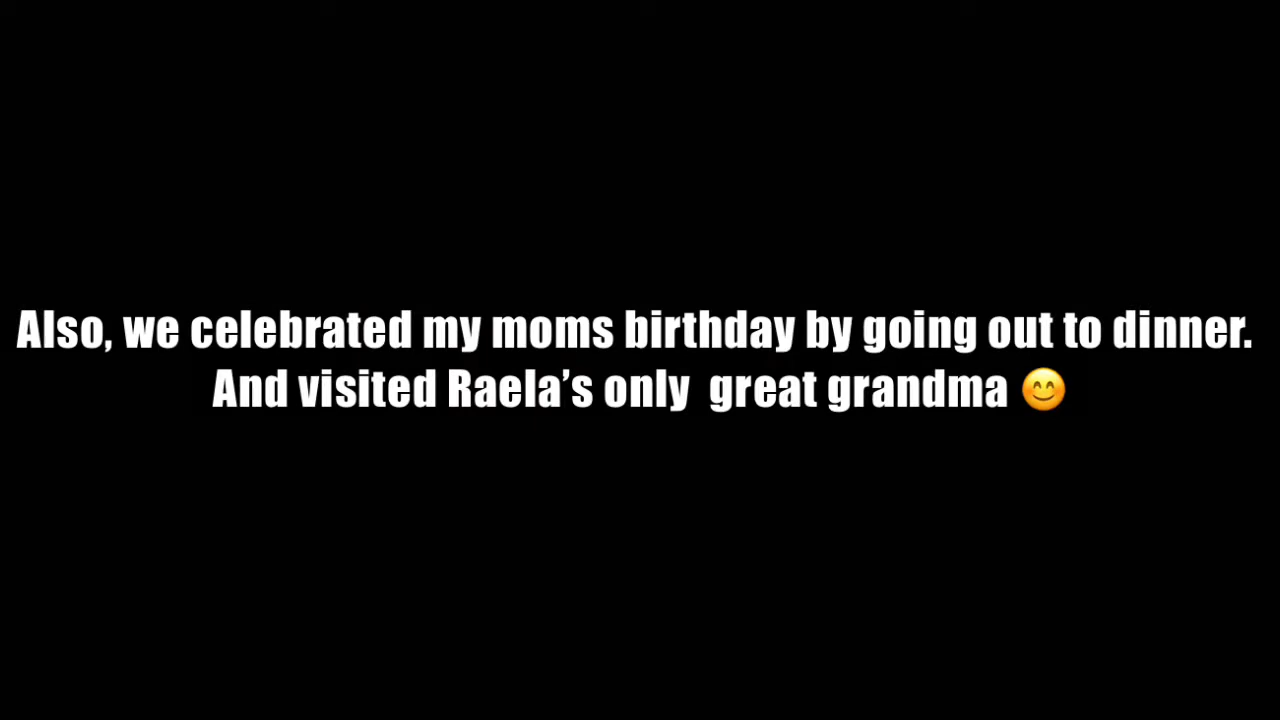 Also, we celebrated my moms birthday by going out to dinner.
And visited Raela’s only  great grandma 😊